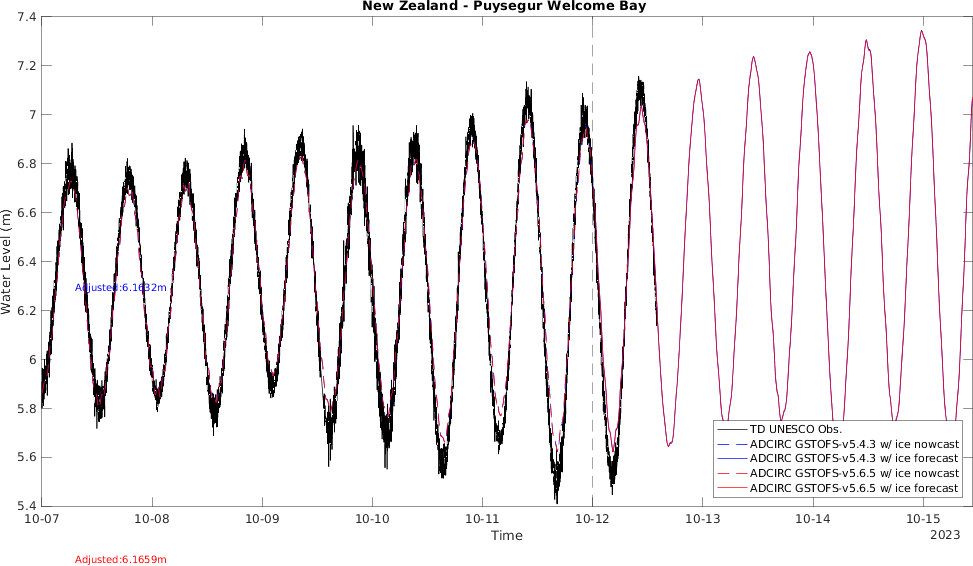 New Zealand - Puysegur Welcome Bay
7.4
7.2
7
6.8
6.6
6.4
6.2
6
5.8
5.6
5.4
Water Level (m)
Adjusted:6.1632m
TD UNESCO Obs.
ADCIRC GSTOFS-v5.4.3 w/ ice nowcast
ADCIRC GSTOFS-v5.4.3 w/ ice forecast
ADCIRC GSTOFS-v5.6.5 w/ ice nowcast
ADCIRC GSTOFS-v5.6.5 w/ ice forecast
10-07 10-08 10-09 10-10 10-11 10-12 10-13 10-14 10-15
Time
2023
Adjusted:6.1659m